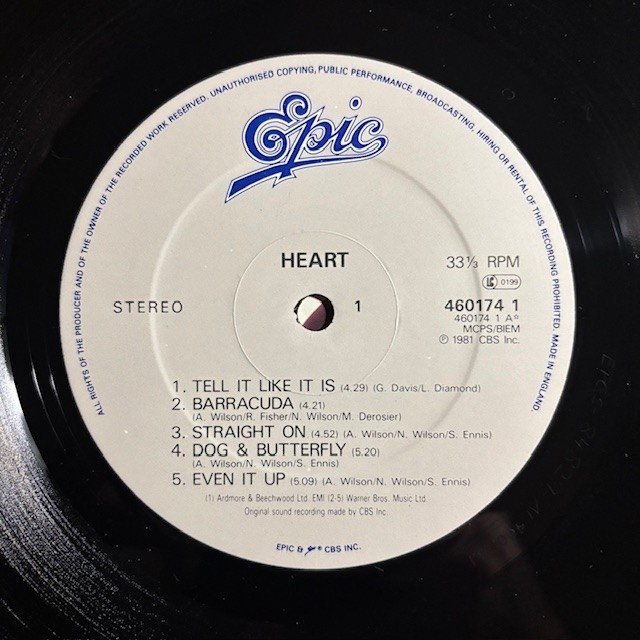 ALL RIGHTS OF THE PRODUCER AND OF THE OWNER OF THE RECORDED WORK RESERVED. UNAUTHORISED COPYING, PUBLIC PERFORMANCE, BROADCASTING, HIRING OR RENTAL OF THIS RECORDING PROHIBITED. MADE IN ENGLAND.
Epic
HEART
33⅓ RPM
LC 0199
STEREO
1
460174 1
460174 1 A☆
MCPS/BIEM
℗ 1981 CBS Inc.
1. TELL IT LIKE IT IS (4.29) (G. Davis/L. Diamond)
2. BARRACUDA (4.21)
(A. Wilson/R. Fisher/N. Wilson/M. Derosier)
3. STRAIGHT ON (4.52) (A. Wilson/N. Wilson/S. Ennis)
4. DOG & BUTTERFLY (5.20)
(A. Wilson/N. Wilson/S. Ennis)
5. EVEN IT UP (5.09) (A. Wilson/N. Wilson/S. Ennis)
(1) Ardmore & Beechwood Ltd. EMI (2-5) Warner Bros. Music Ltd.
Original sound recording made by CBS Inc.
EPIC & ® CBS INC.